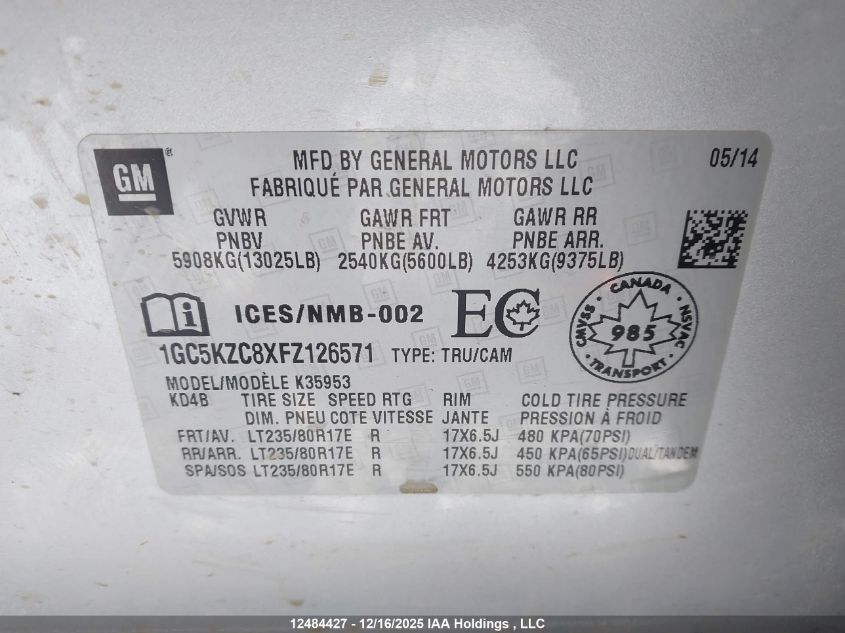 GM®
MFD BY GENERAL MOTORS LLC 05/14
FABRIQUÉ PAR GENERAL MOTORS LLC
GVWR GAWR FRT GAWR RR
PNBV PNBE AV. PNBE ARR.
5908KG(13025LB) 2540KG(5600LB) 4253KG(9375LB)
ICES/NMB-002 EC
CANADA
CMVSS 985 NSVAC
TRANSPORT
1GC5KZC8XFZ126571 TYPE: TRU/CAM
MODEL/MODÈLE K35953
KD4B TIRE SIZE SPEED RTG RIM COLD TIRE PRESSURE
DIM. PNEU COTE VITESSE JANTE PRESSION À FROID
FRT/AV. LT235/80R17E R 17X6.5J 480 KPA(70PSI)
RR/ARR. LT235/80R17E R 17X6.5J 450 KPA(65PSI)DUAL/TANDEM
SPA/SOS LT235/80R17E R 17X6.5J 550 KPA(80PSI)
12484427 - 12/16/2025 IAA Holdings , LLC